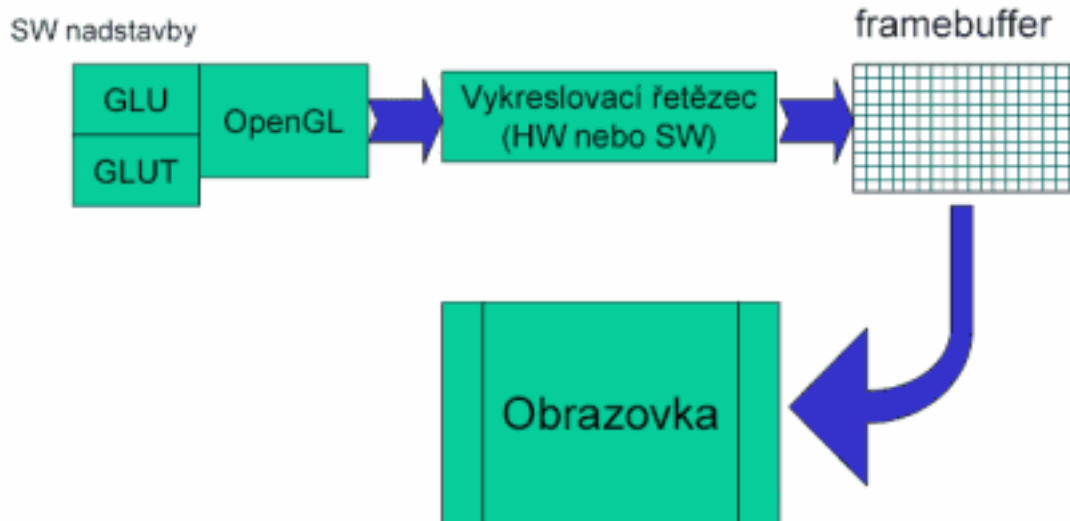 SW nadstavby
framebuffer
GLU
GLUT
OpenGL
Vykreslovací řetězec
(HW nebo SW)
Obrazovka